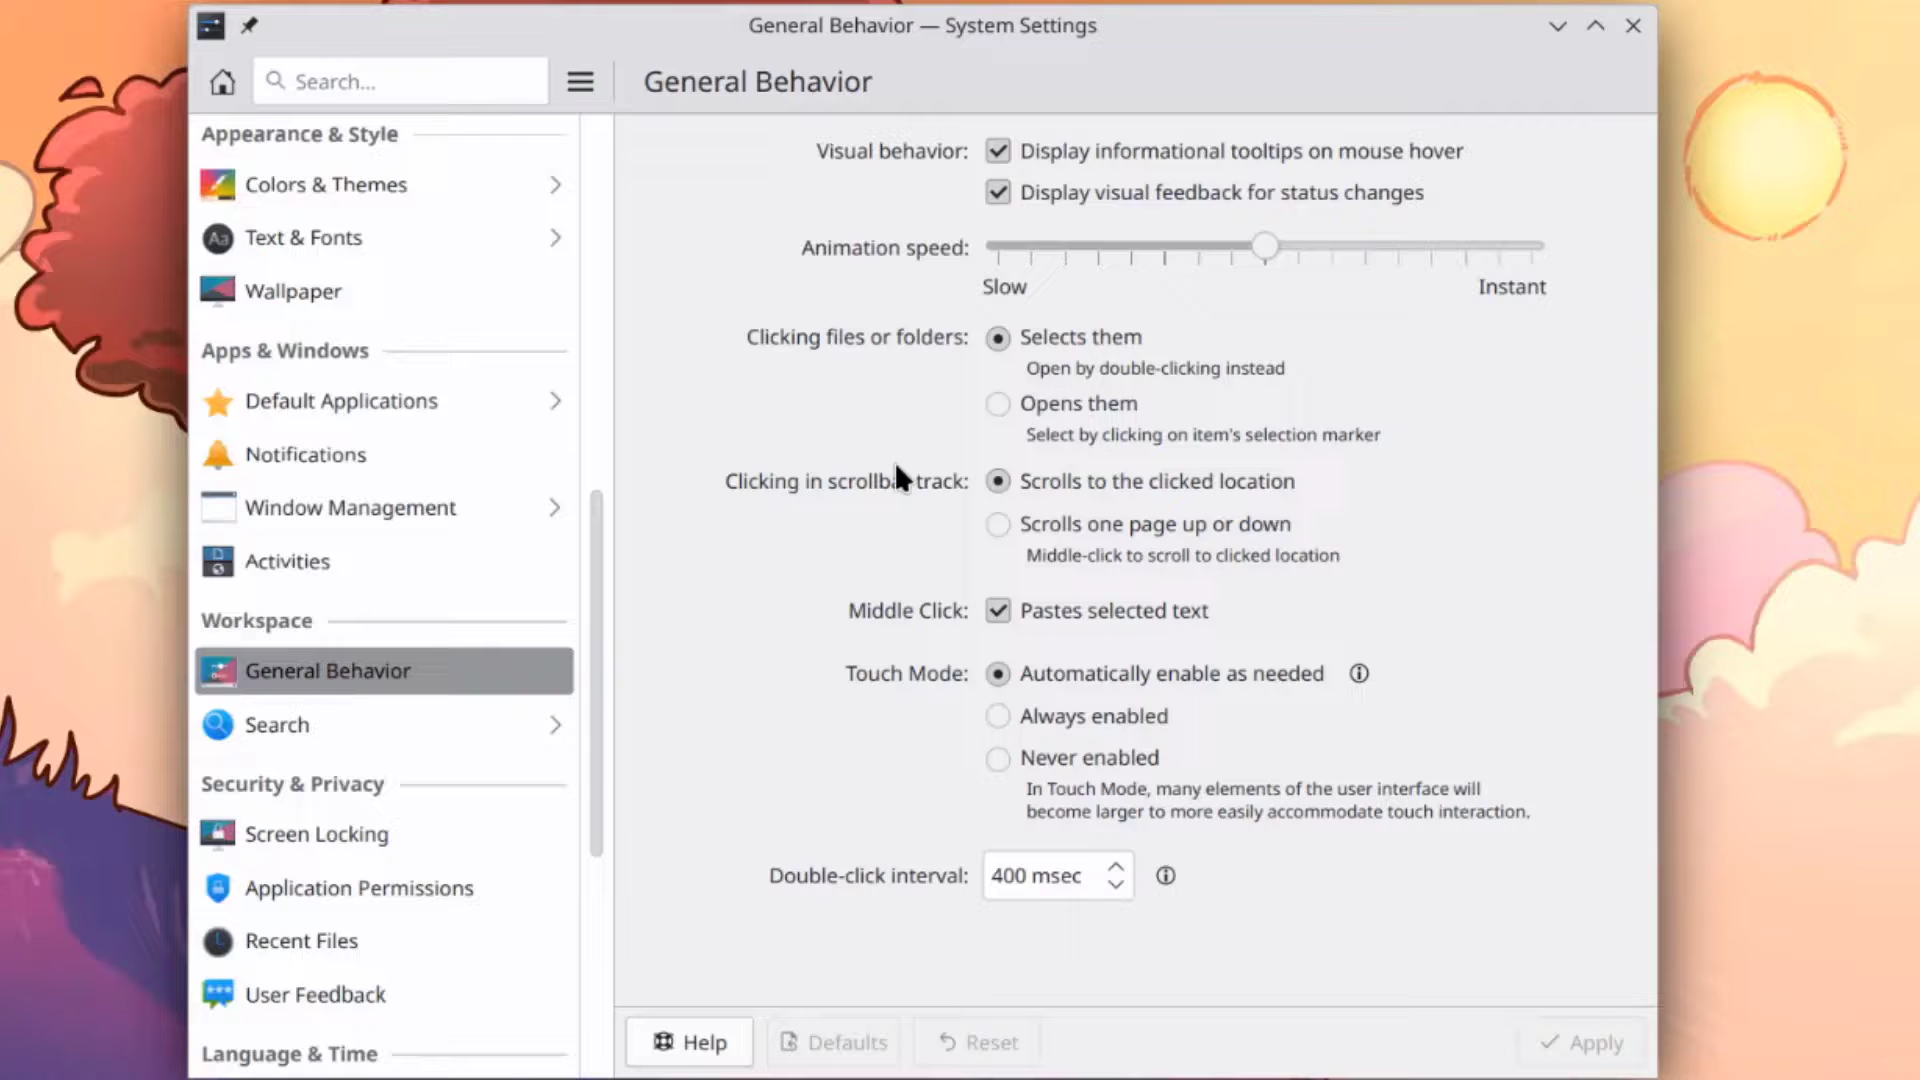 General Behavior — System Settings
Search...
General Behavior
Appearance & Style
Colors & Themes
Text & Fonts
Wallpaper
Apps & Windows
Default Applications
Notifications
Window Management
Activities
Workspace
General Behavior
Search
Security & Privacy
Screen Locking
Application Permissions
Recent Files
User Feedback
Language & Time
Visual behavior:
Display informational tooltips on mouse hover
Display visual feedback for status changes
Animation speed:
Slow
Instant
Clicking files or folders:
Selects them
Open by double-clicking instead
Opens them
Select by clicking on item's selection marker
Clicking in scrollba track:
Scrolls to the clicked location
Scrolls one page up or down
Middle-click to scroll to clicked location
Middle Click:
Pastes selected text
Touch Mode:
Automatically enable as needed
Always enabled
Never enabled
In Touch Mode, many elements of the user interface will
become larger to more easily accommodate touch interaction.
Double-click interval:
400 msec
Help
Defaults
Reset
Apply